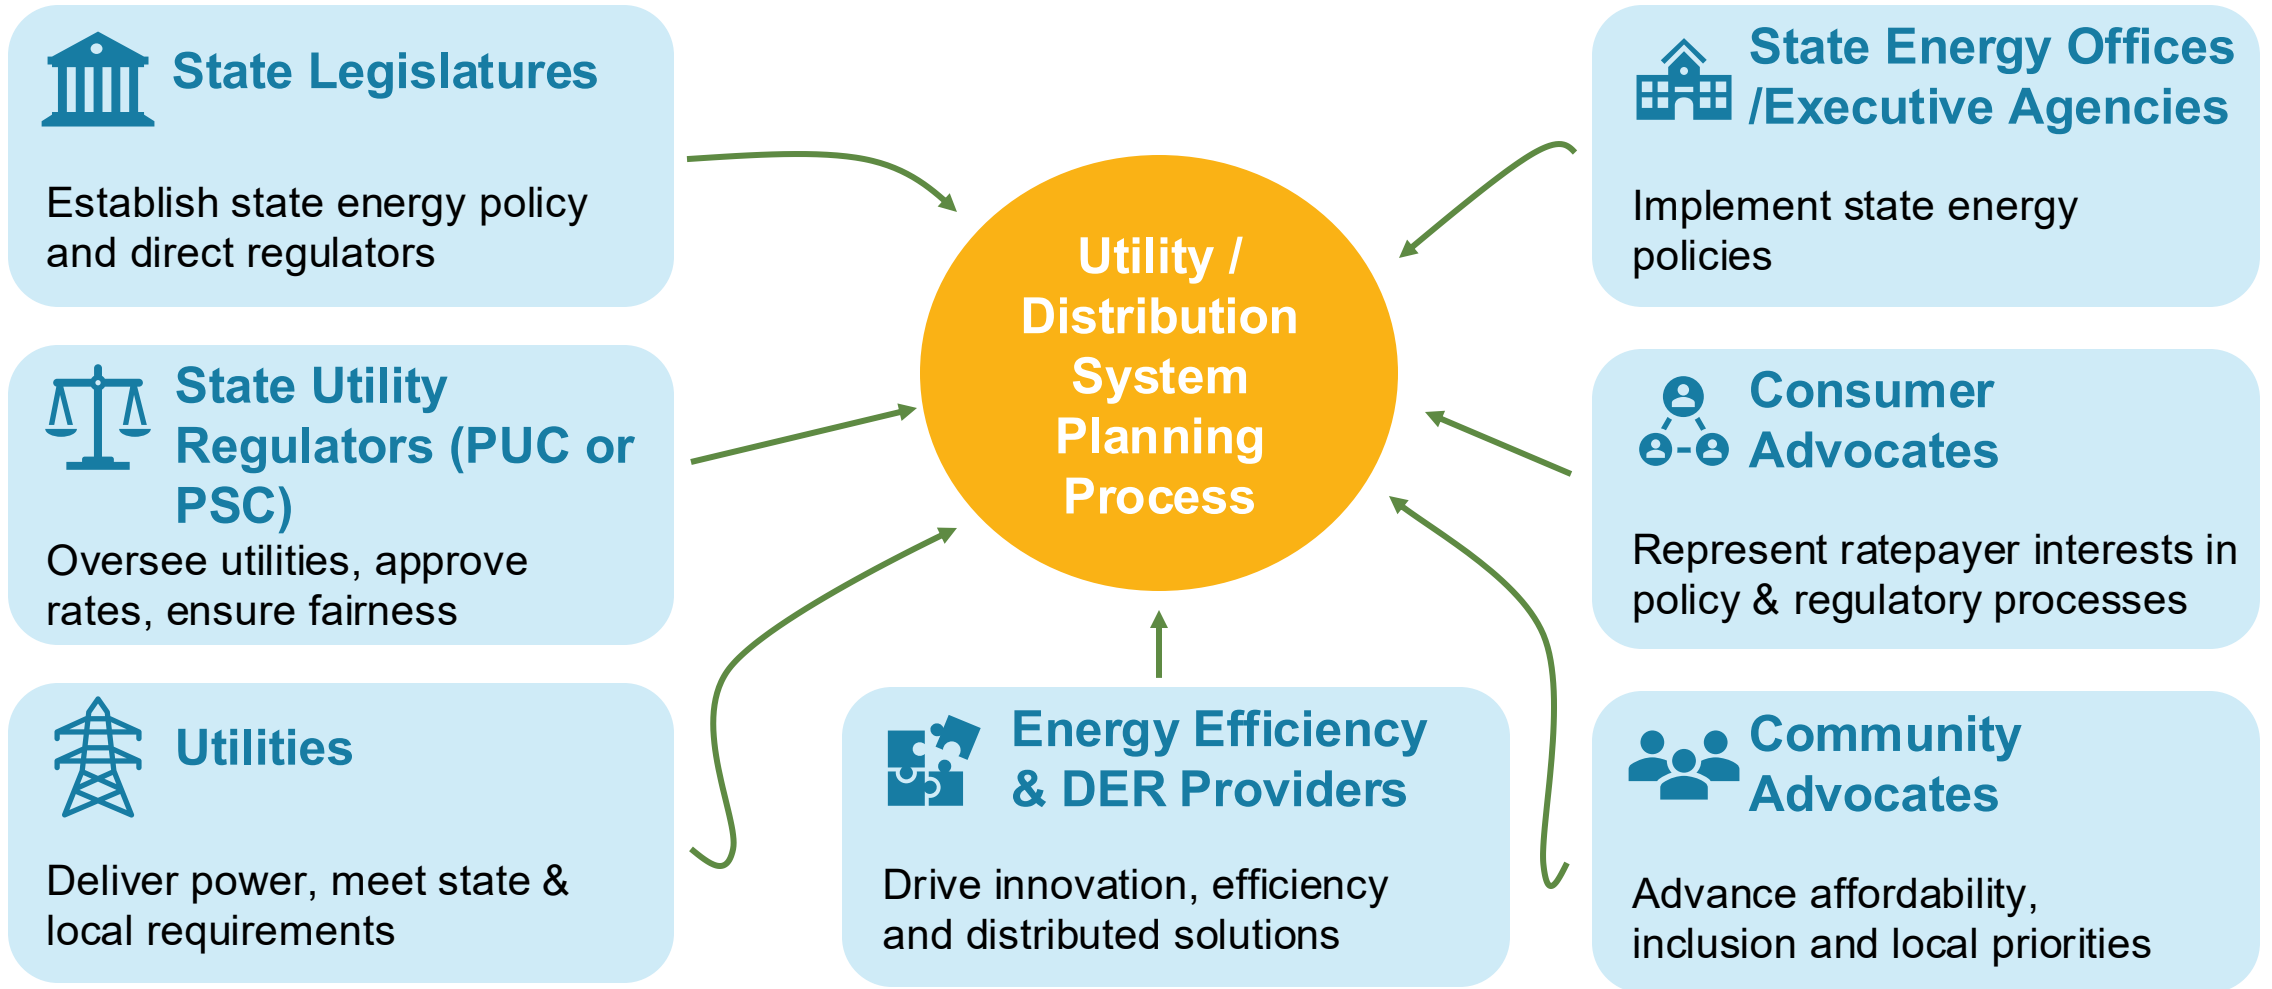 State Legislatures
Establish state energy policy
and direct regulators
State Utility
Regulators (PUC or
PSC)
Oversee utilities, approve
rates, ensure fairness
Utilities
Deliver power, meet state &
local requirements
Utility /
Distribution
System
Planning
Process
Energy Efficiency
& DER Providers
Drive innovation, efficiency
and distributed solutions
State Energy Offices
/Executive Agencies
Implement state energy
policies
Consumer
Advocates
Represent ratepayer interests in
policy & regulatory processes
Community
Advocates
Advance affordability,
inclusion and local priorities